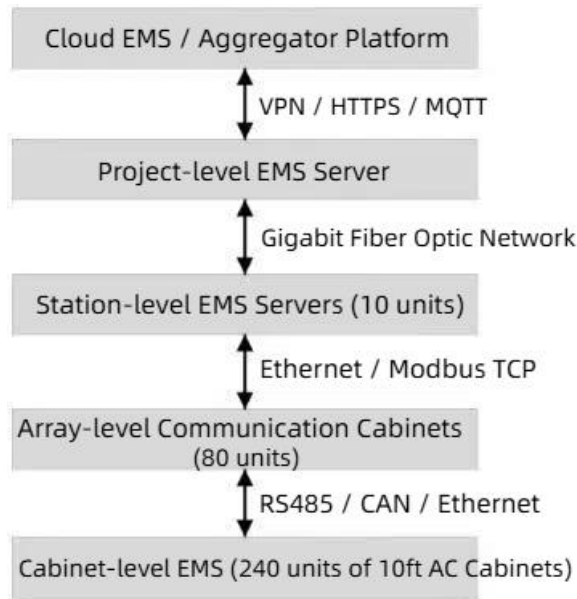 Cloud EMS / Aggregator Platform
VPN / HTTPS / MQTT
Project-level EMS Server
Gigabit Fiber Optic Network
Station-level EMS Servers (10 units)
Ethernet / Modbus TCP
Array-level Communication Cabinets
(80 units)
RS485 / CAN / Ethernet
Cabinet-level EMS (240 units of 10ft AC Cabinets)